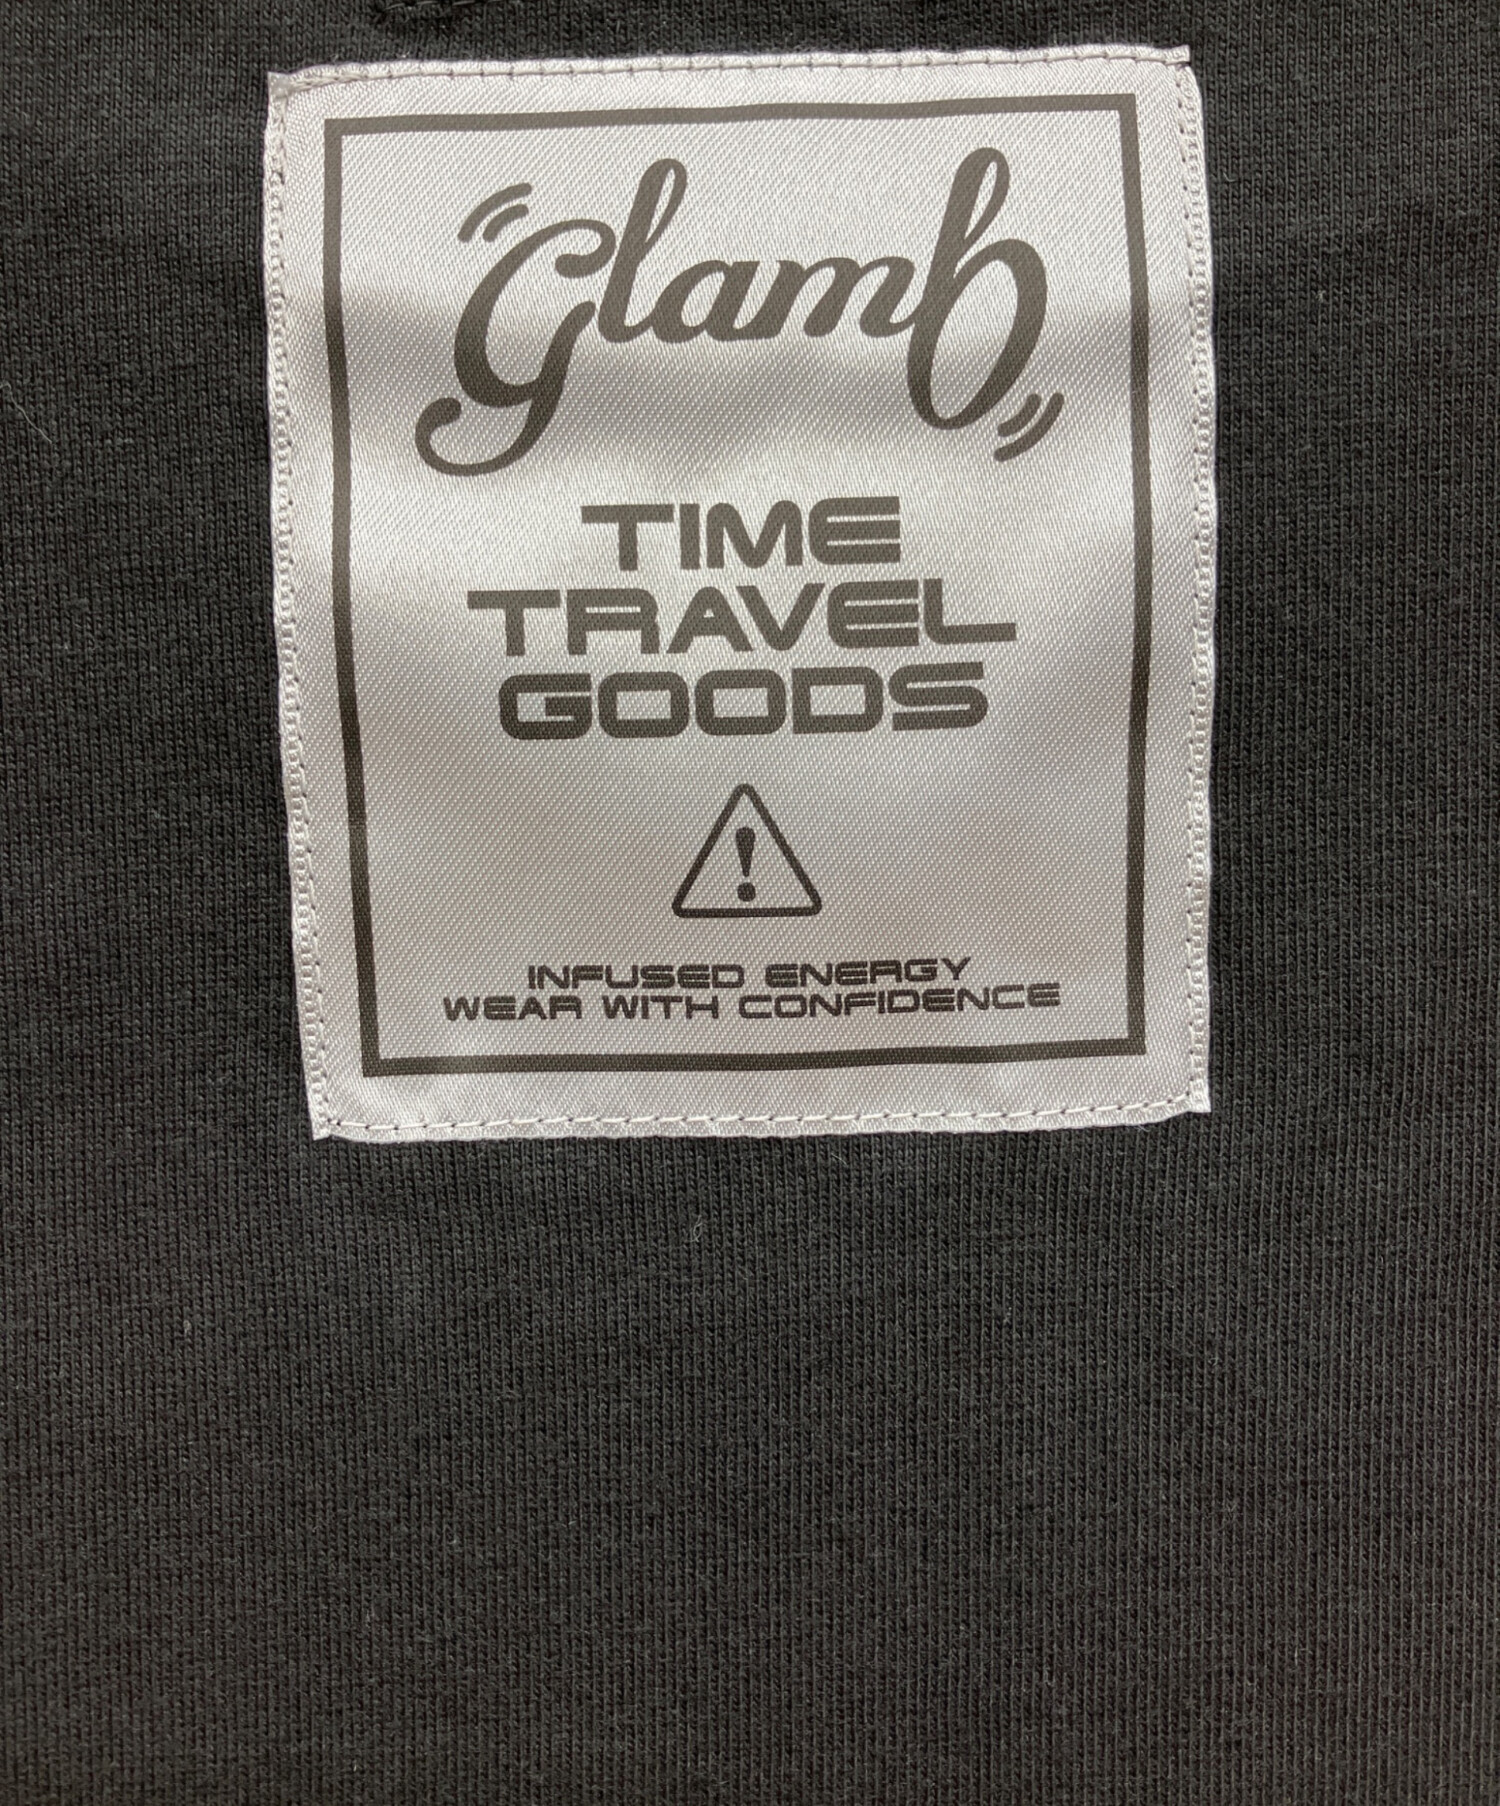 glamb
TIME
TRAVEL
GOODS
INFUSED ENERGY
WEAR WITH CONFIDENCE